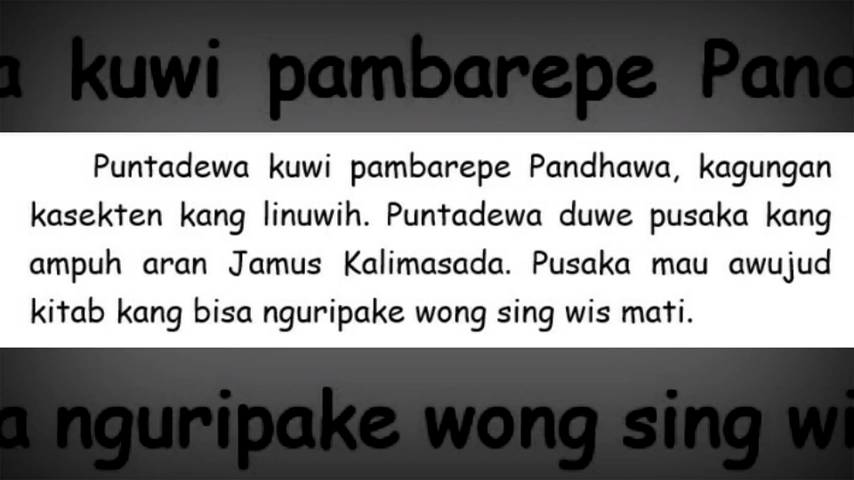 a kuwi pambarepe Pand
Puntadewa kuwi pambarepe Pandhawa, kagungan
kasekten kang linuwih. Puntadewa duwe pusaka kang
ampuh aran Jamus Kalimasada. Pusaka mau awujud
kitab kang bisa nguripake wong sing wis mati.
a nguripake wong sing wi